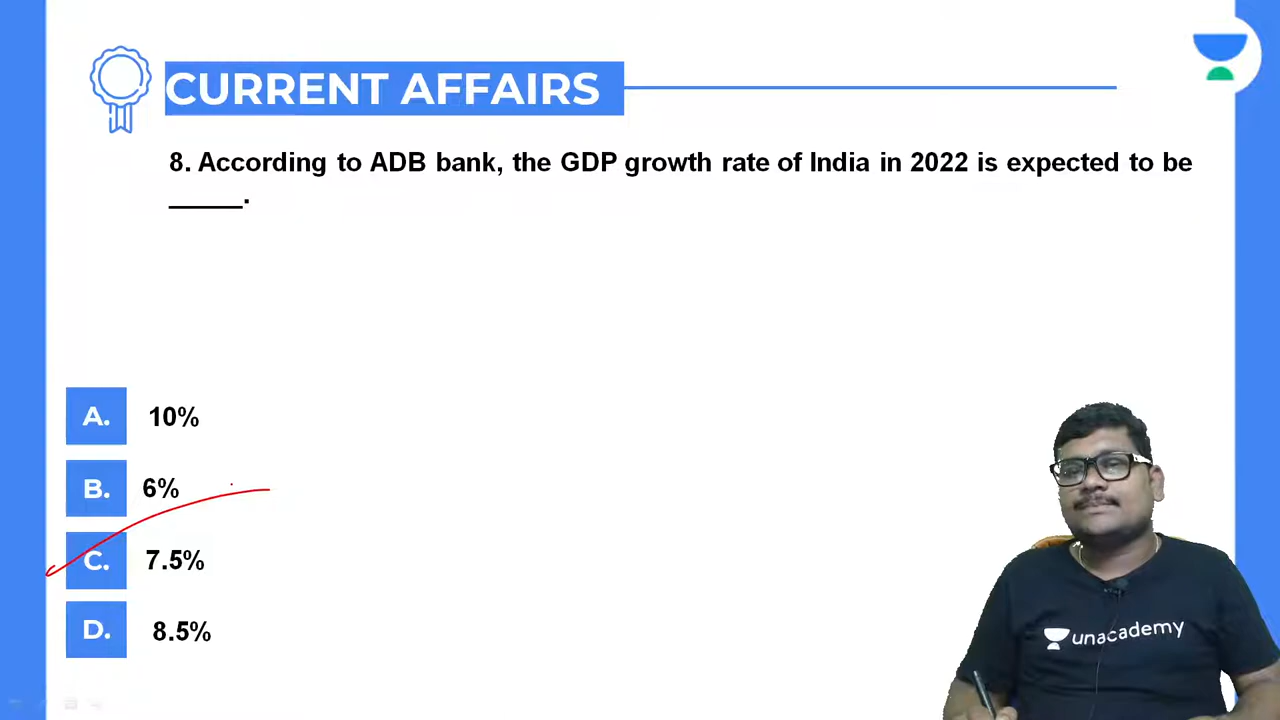 CURRENT AFFAIRS
8. According to ADB bank, the GDP growth rate of India in 2022 is expected to be
_____.
A. 10%
B. 6%
C. 7.5%
D. 8.5%
unacademy